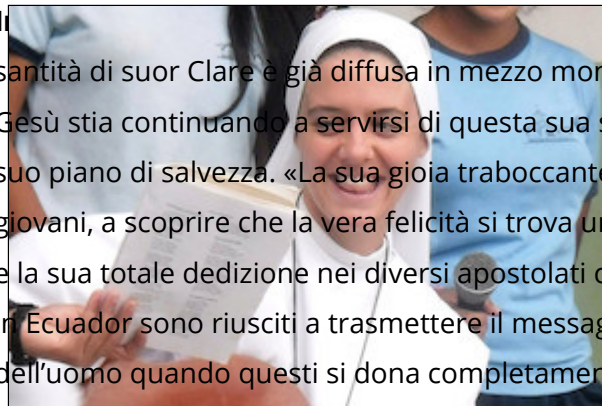 santità di suor Clare è già diffusa in mezzo mon
Gesù stia continuando a servirsi di questa sua s
suo piano di salvezza. «La sua gioia traboccante
giovani, a scoprire che la vera felicità si trova un
e la sua totale dedizione nei diversi apostolati c
in Ecuador sono riusciti a trasmettere il messag
dell’uomo quando questi si dona completamen